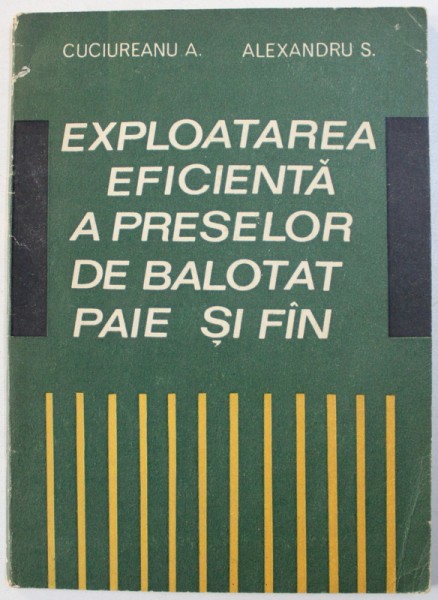 CUCIUREANU A. ALEXANDRU S.
EXPLOATAREA
EFICIENTĂ
A PRESELOR
DE BALOTAT
PAIE ȘI FÎN